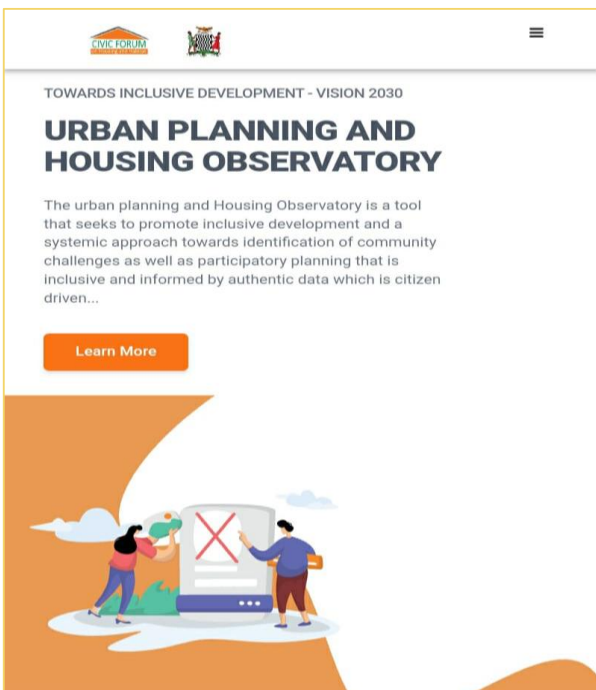 CIVIC FORUM
TOWARDS INCLUSIVE DEVELOPMENT - VISION 2030
URBAN PLANNING AND
HOUSING OBSERVATORY
The urban planning and Housing Observatory is a tool
that seeks to promote inclusive development and a
systemic approach towards identification of community
challenges as well as participatory planning that is
inclusive and informed by authentic data which is citizen
driven...
Learn More